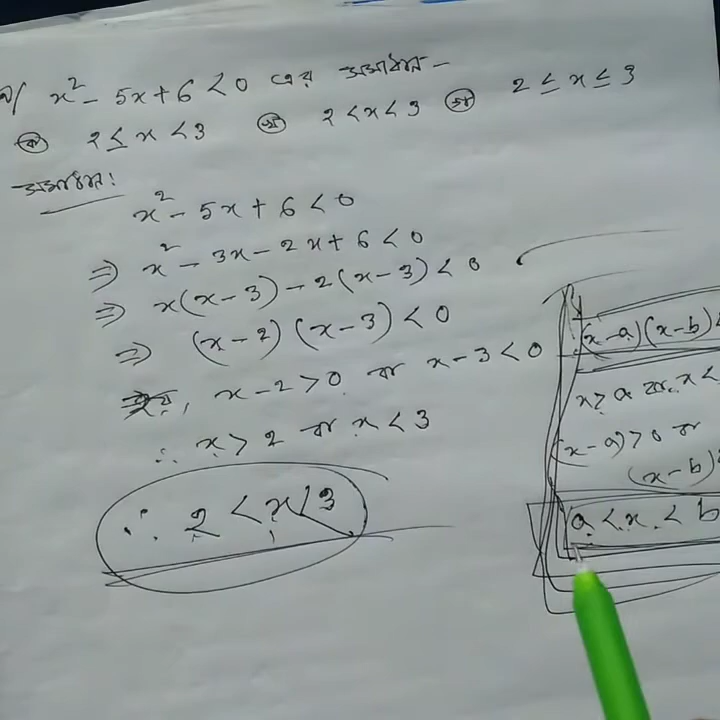 x² - 5x + 6 < 0 এর সমাধান -
ক 2 ≤ x < 3 খ 2 < x < 3 গ 2 ≤ x ≤ 3
সমাধান:
x² - 5x + 6 < 0
⇒ x² - 3x - 2x + 6 < 0
⇒ x(x-3) - 2(x-3) < 0
⇒ (x-2) (x-3) < 0
x-2 > 0 বা x-3 < 0
∴ x > 2 বা x < 3
∴ 2 < x < 3
(x-a)(x-b) <
x > a বা x <
(x-a) > 0 বা
(x-b) <
a < x < b